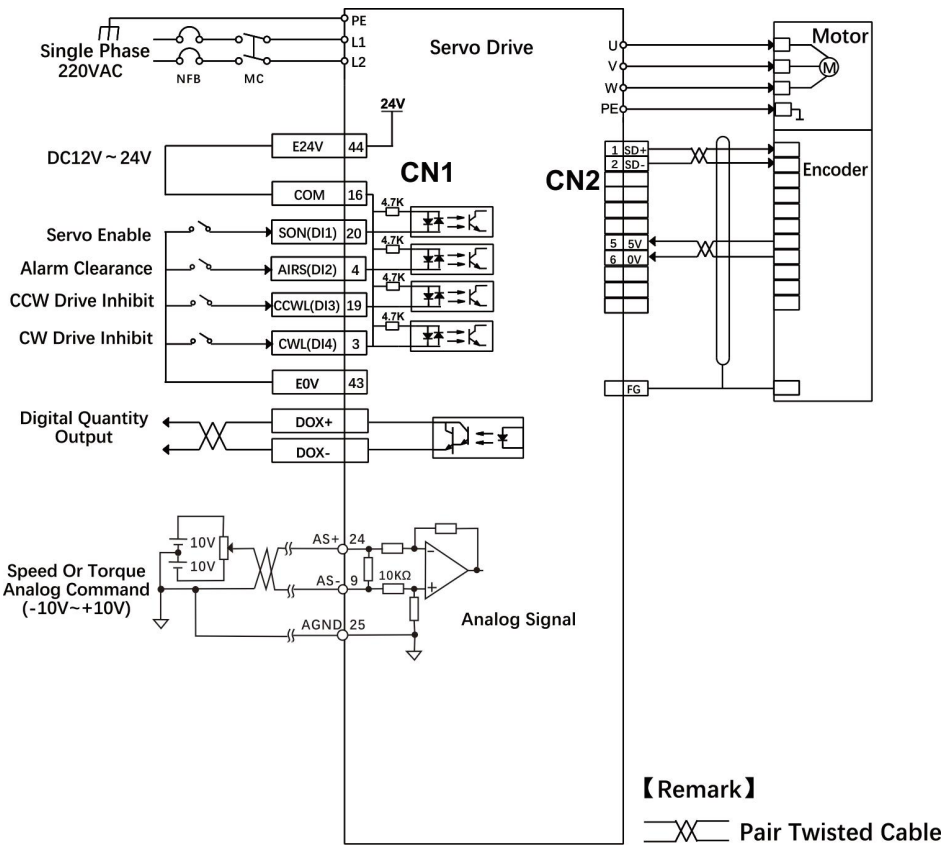 PE
Single Phase
220VAC
L1
L2
NFB
MC
Servo Drive
U
V
W
PE
Motor
M
24V
DC12V ~ 24V
E24V 44
COM 16
CN1
CN2
1 SD+
2 SD-
Encoder
4.7K
Servo Enable
SON(DI1) 20
4.7K
Alarm Clearance
AIRS(DI2) 4
5 5V
6 0V
4.7K
CCW Drive Inhibit
CCWL(DI3) 19
4.7K
CW Drive Inhibit
CWL(DI4) 3
E0V 43
FG
Digital Quantity
Output
DOX+
DOX-
10V
10V
AS+ 24
Speed Or Torque
Analog Command
(-10V~+10V)
AS- 9
10KΩ
−
+
AGND 25
Analog Signal
【Remark】
Pair Twisted Cable